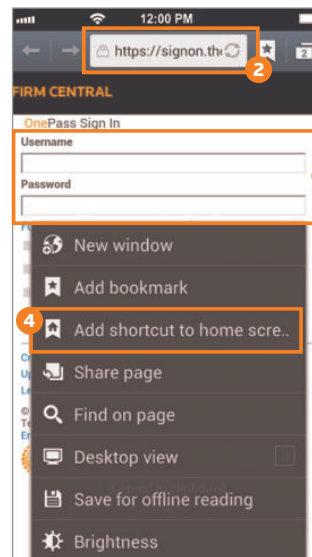 12:00 PM
https://signon.th
2
2
FIRM CENTRAL
OnePass Sign In
Username
Password
New window
Add bookmark
4
Add shortcut to home scre..
Share page
Find on page
Desktop view
Save for offline reading
Brightness